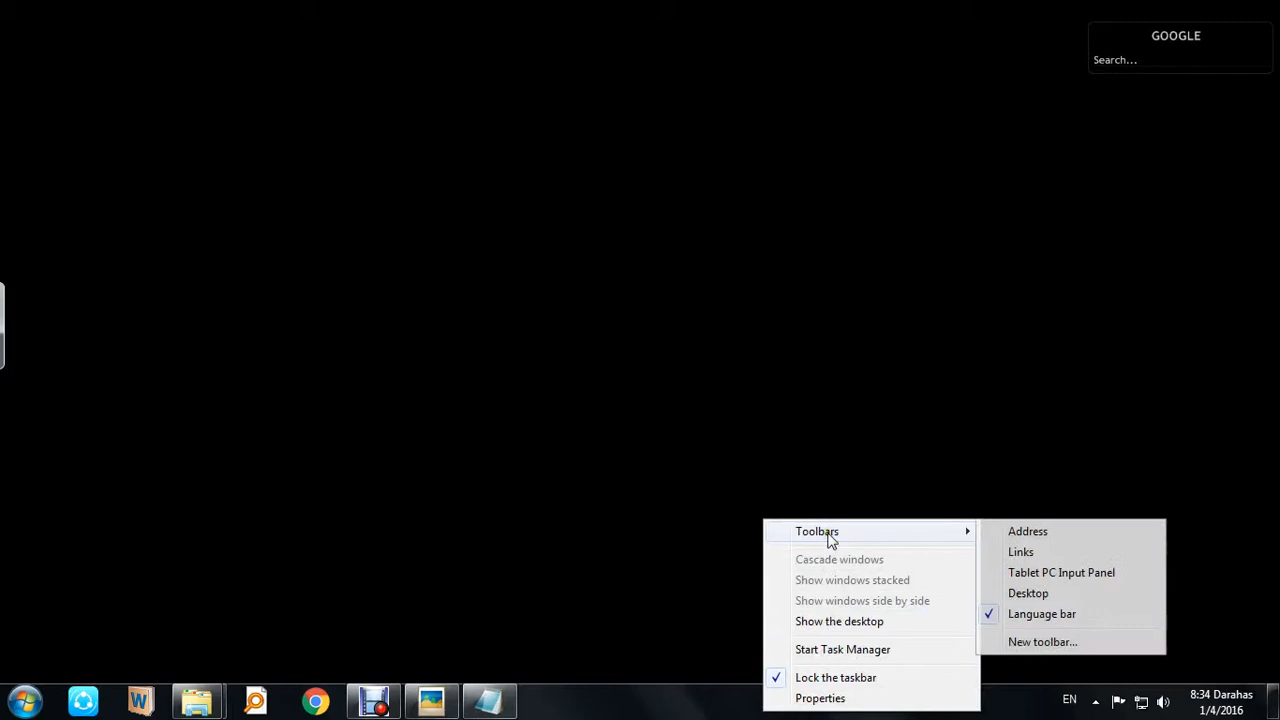 GOOGLE
Search...
Toolbars
Cascade windows
Show windows stacked
Show windows side by side
Show the desktop
Start Task Manager
Lock the taskbar
Properties
Address
Links
Tablet PC Input Panel
Desktop
Language bar
New toolbar...
W
EN
8:34 Darahas
1/4/2016